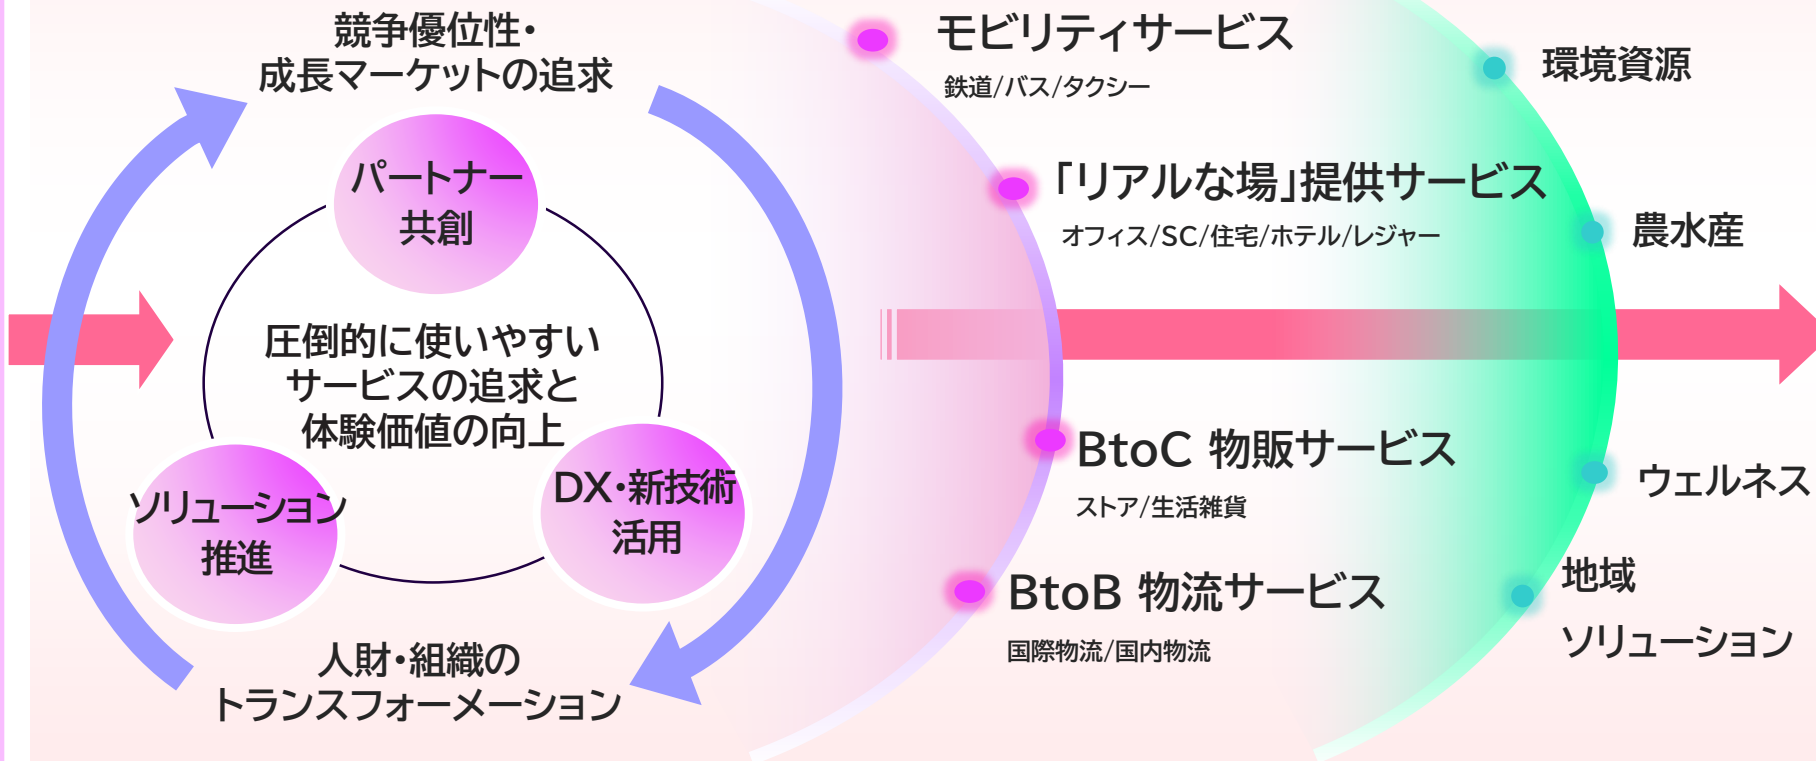 競争優位性・
成長マーケットの追求
パートナー
共創
圧倒的に使いやすい
サービスの追求と
体験価値の向上
ソリューション
推進
DX・新技術
活用
人財・組織の
トランスフォーメーション
モビリティサービス
鉄道/バス/タクシー
「リアルな場」提供サービス
オフィス/SC/住宅/ホテル/レジャー
BtoC 物販サービス
ストア/生活雑貨
BtoB 物流サービス
国際物流/国内物流
環境資源
農水産
ウェルネス
地域
ソリューション